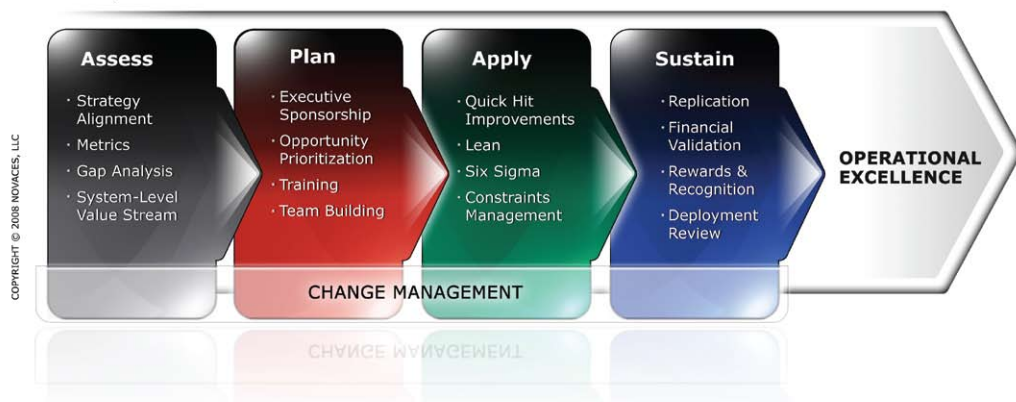 Assess
· Strategy
Alignment
· Metrics
· Gap Analysis
· System-Level
Value Stream
Plan
· Executive
Sponsorship
· Opportunity
Prioritization
· Training
· Team Building
Apply
· Quick Hit
Improvements
· Lean
· Six Sigma
· Constraints
Management
Sustain
· Replication
· Financial
Validation
· Rewards &
Recognition
· Deployment
Review
OPERATIONAL
EXCELLENCE
CHANGE MANAGEMENT
COPYRIGHT © 2008 NOVACES, LLC